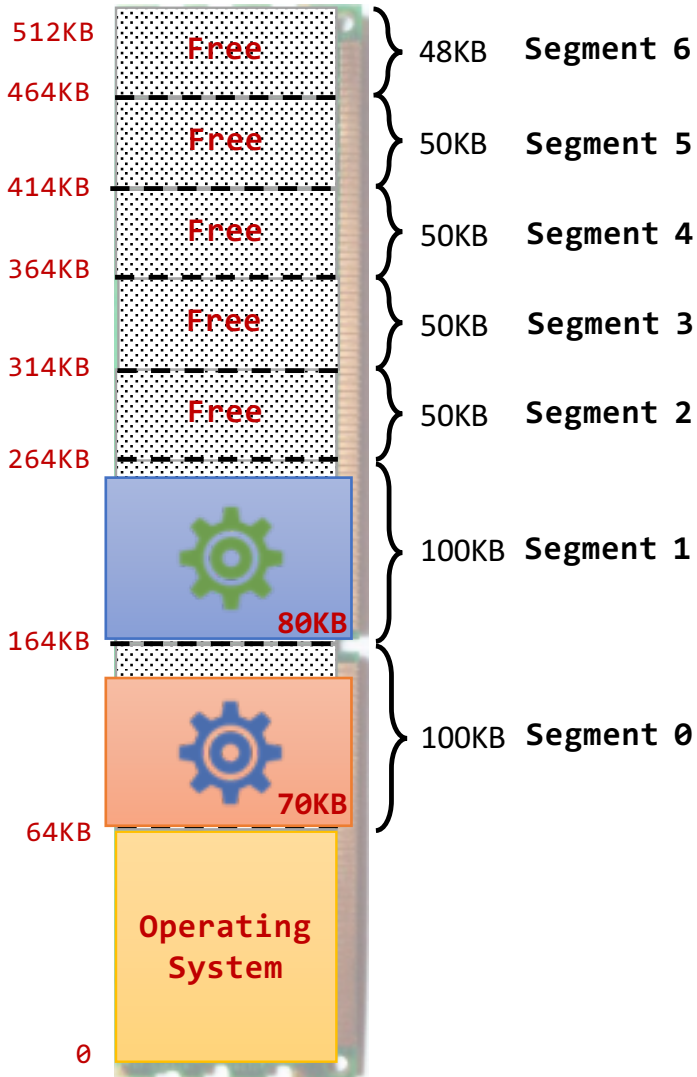 512KB
Free
48KB Segment 6
464KB
Free
50KB Segment 5
414KB
Free
50KB Segment 4
364KB
Free
50KB Segment 3
314KB
Free
50KB Segment 2
264KB
100KB Segment 1
80KB
164KB
100KB Segment 0
70KB
64KB
Operating
System
0